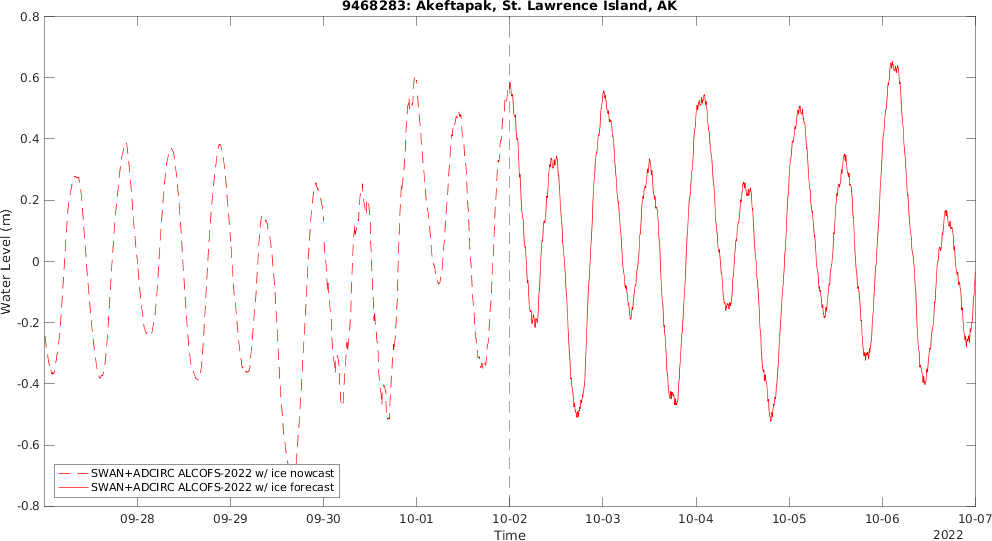 9468283: Akeftapak, St. Lawrence Island, AK
0.8
0.6
0.4
0.2
0
-0.2
-0.4
-0.6
-0.8
Water Level (m)
SWAN+ADCIRC ALCOFS-2022 w/ ice nowcast
SWAN+ADCIRC ALCOFS-2022 w/ ice forecast
09-28 09-29 09-30 10-01 10-02 10-03 10-04 10-05 10-06 10-07
Time
2022